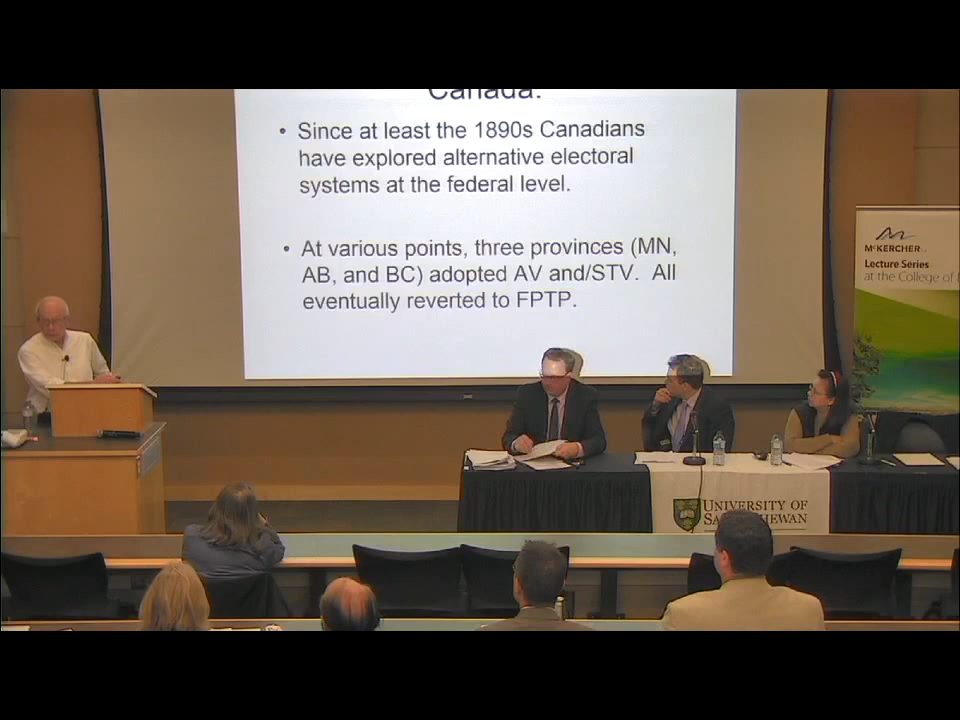 Canada:
• Since at least the 1890s Canadians
have explored alternative electoral
systems at the federal level.
• At various points, three provinces (MN,
AB, and BC) adopted AV and/STV. All
eventually reverted to FPTP.
MCKERCHER
Lecture Series
at the College of
UNIVERSITY OF